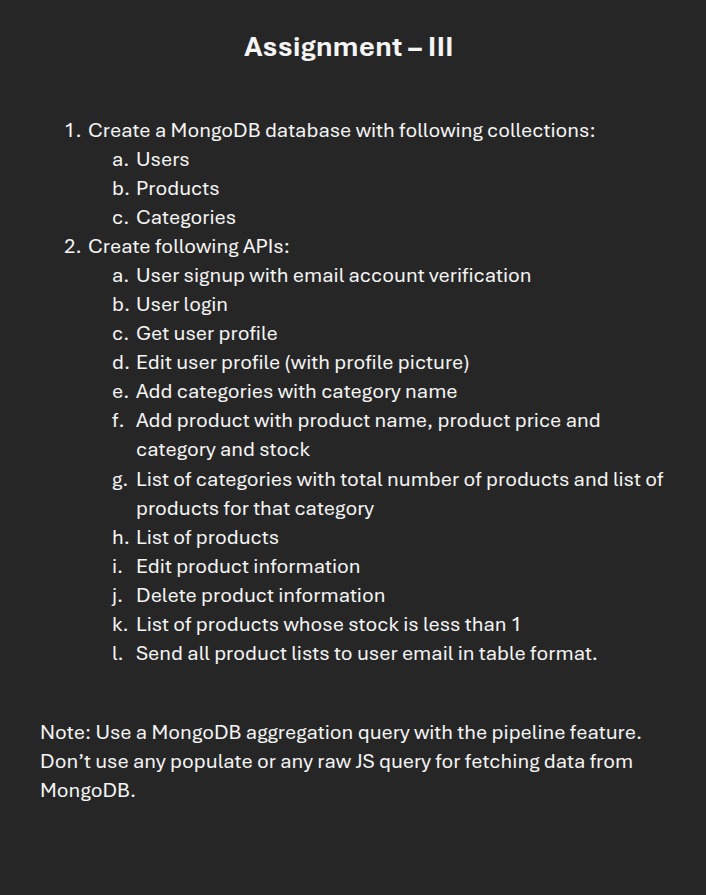 Assignment – III
1. Create a MongoDB database with following collections:
a. Users
b. Products
c. Categories
2. Create following APIs:
a. User signup with email account verification
b. User login
c. Get user profile
d. Edit user profile (with profile picture)
e. Add categories with category name
f. Add product with product name, product price and
category and stock
g. List of categories with total number of products and list of
products for that category
h. List of products
i. Edit product information
j. Delete product information
k. List of products whose stock is less than 1
l. Send all product lists to user email in table format.
Note: Use a MongoDB aggregation query with the pipeline feature.
Don’t use any populate or any raw JS query for fetching data from
MongoDB.